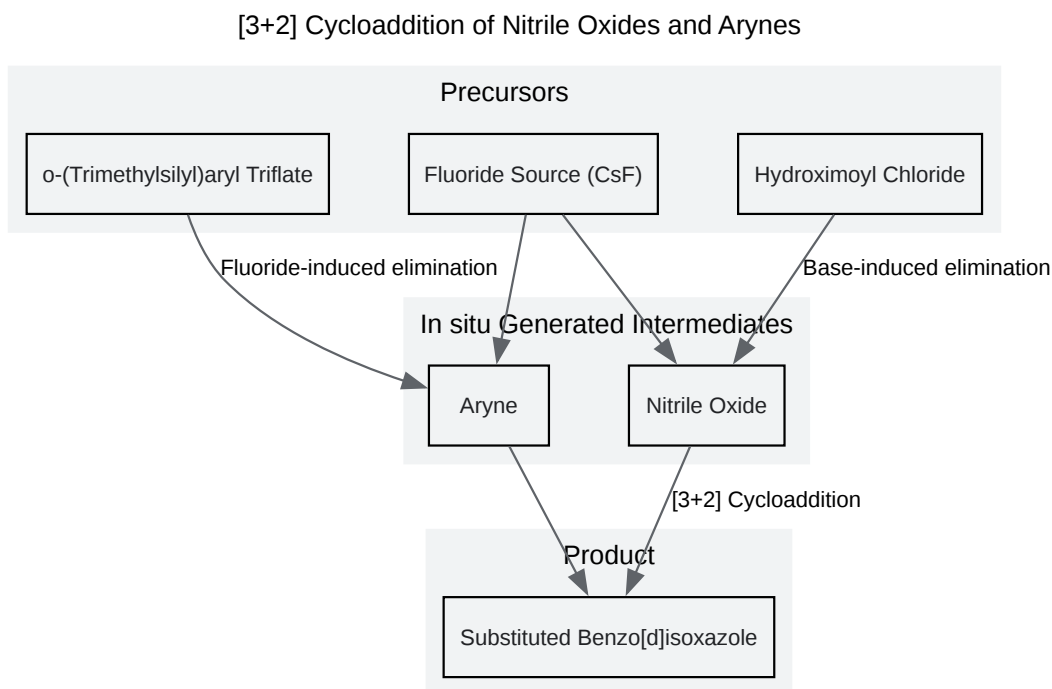 [3+2] Cycloaddition of Nitrile Oxides and Arynes
Precursors
o-(Trimethylsilyl)aryl Triflate
Fluoride Source (CsF)
Hydroximoyl Chloride
Fluoride-induced elimination
Base-induced elimination
In situ Generated Intermediates
Aryne
Nitrile Oxide
[3+2] Cycloaddition
Product
Substituted Benzo[d]isoxazole